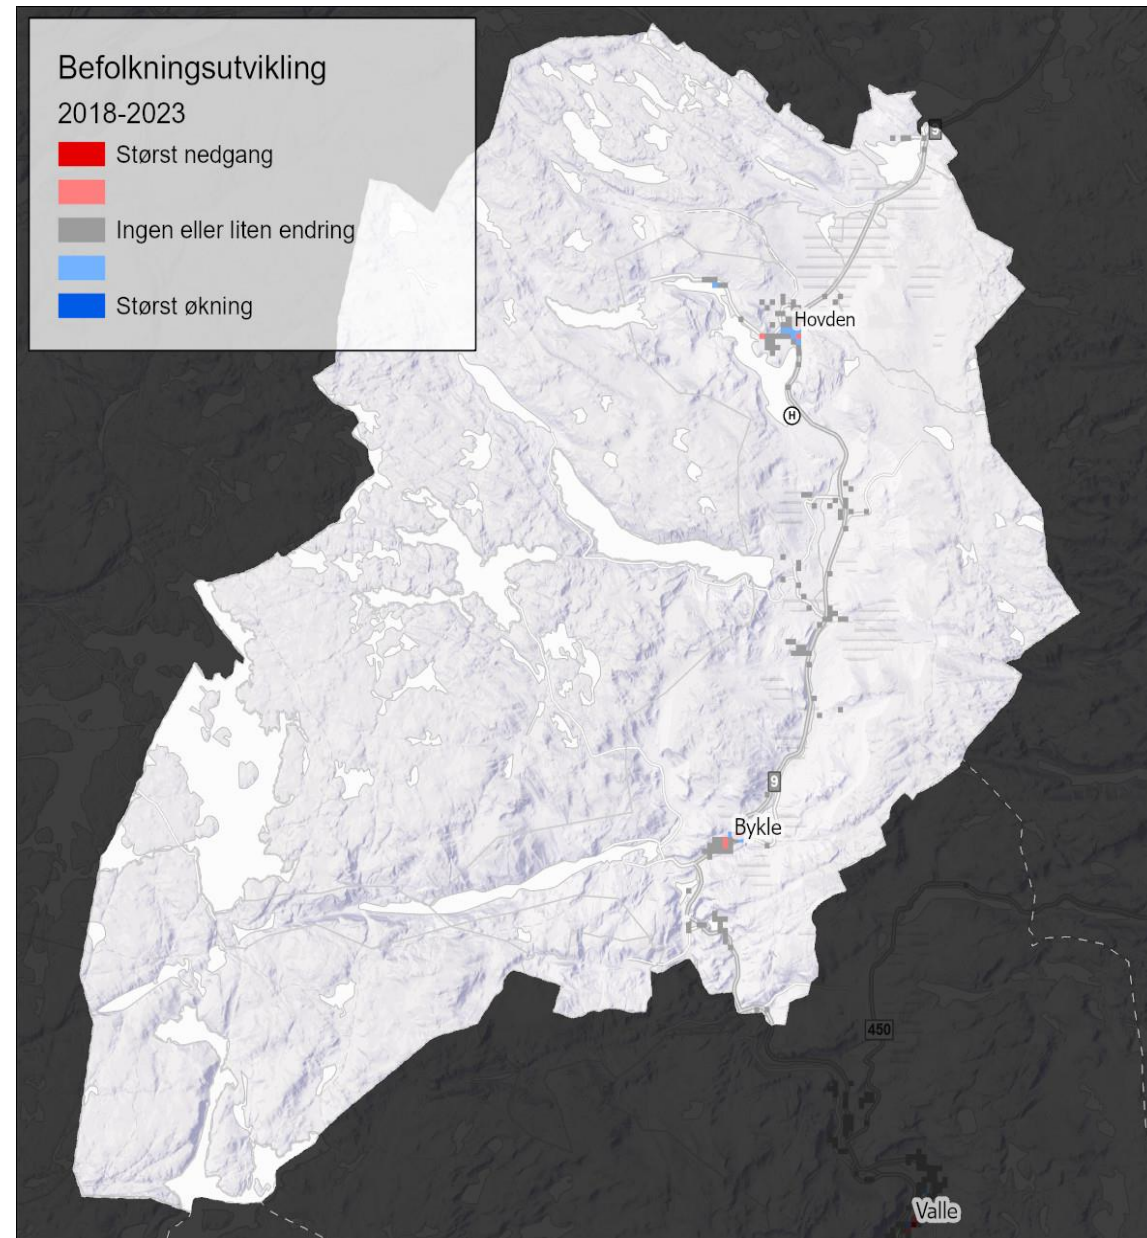 Befolkningsutvikling
2018-2023
Størst nedgang
Ingen eller liten endring
Størst økning
9
Hovden
H
9
Bykle
450
Valle